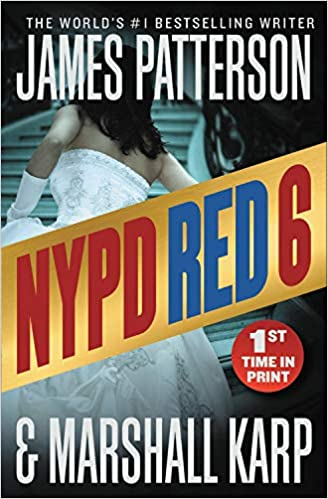 THE WORLD'S #1 BESTSELLING WRITER
JAMES PATTERSON
NYPD RED 6
1ST
TIME IN
PRINT
& MARSHALL KARP